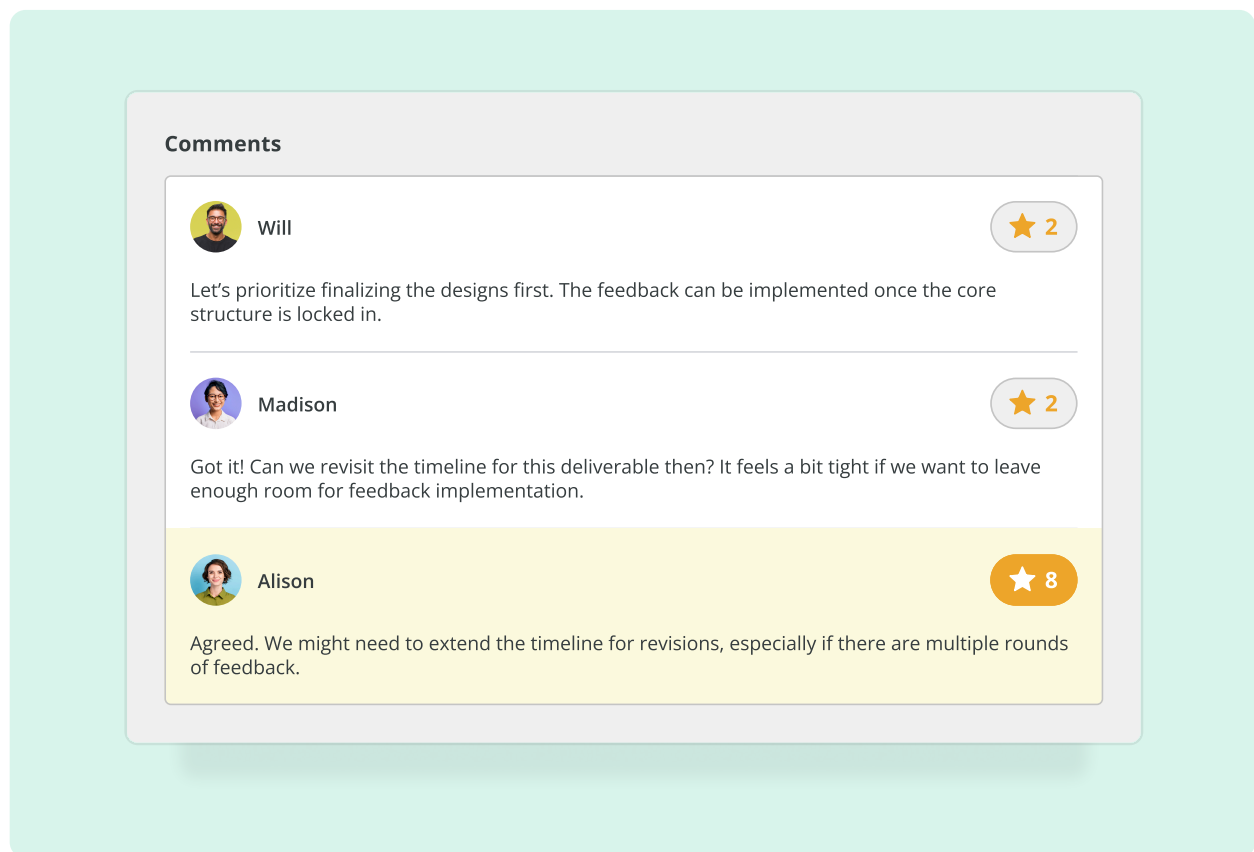 Comments
Will
2
Let’s prioritize finalizing the designs first. The feedback can be implemented once the core
structure is locked in.
Madison
2
Got it! Can we revisit the timeline for this deliverable then? It feels a bit tight if we want to leave
enough room for feedback implementation.
Alison
8
Agreed. We might need to extend the timeline for revisions, especially if there are multiple rounds
of feedback.